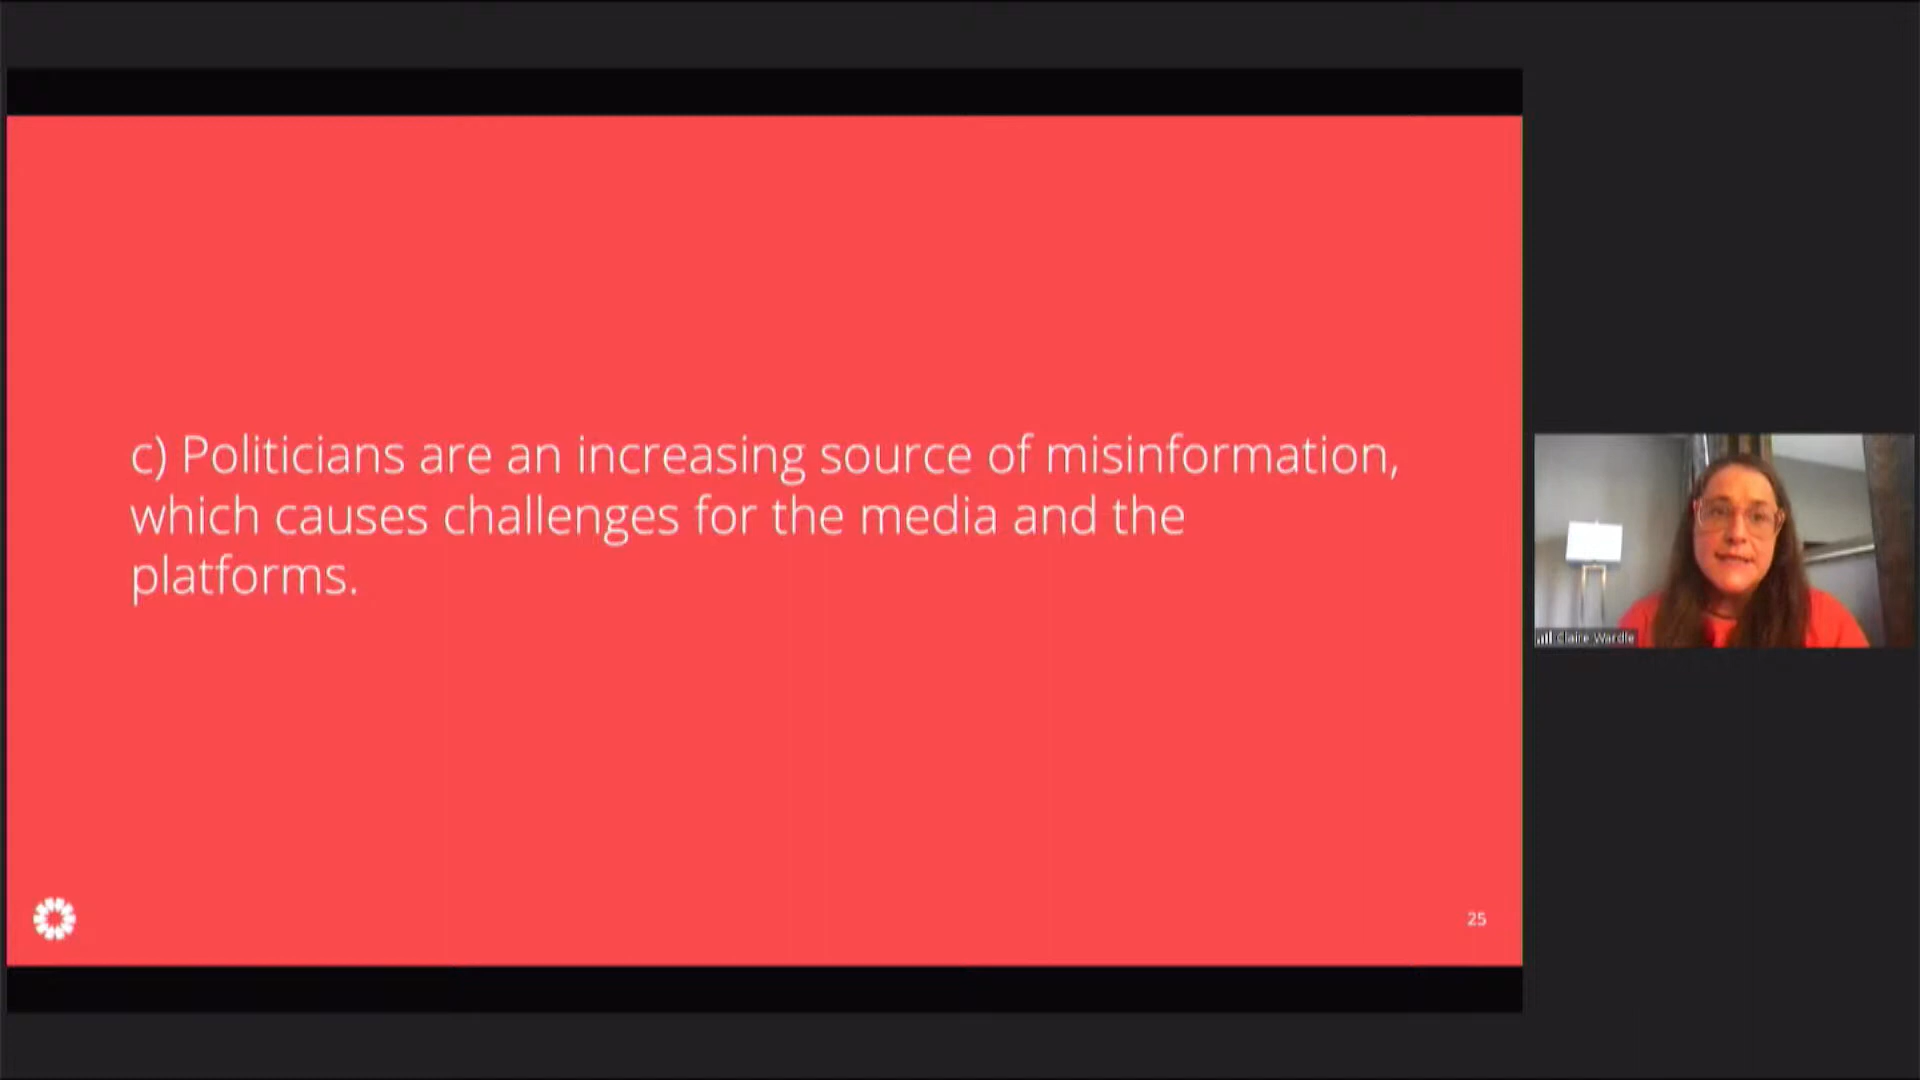 c) Politicians are an increasing source of misinformation,
which causes challenges for the media and the
platforms.
Claire Wardle
25